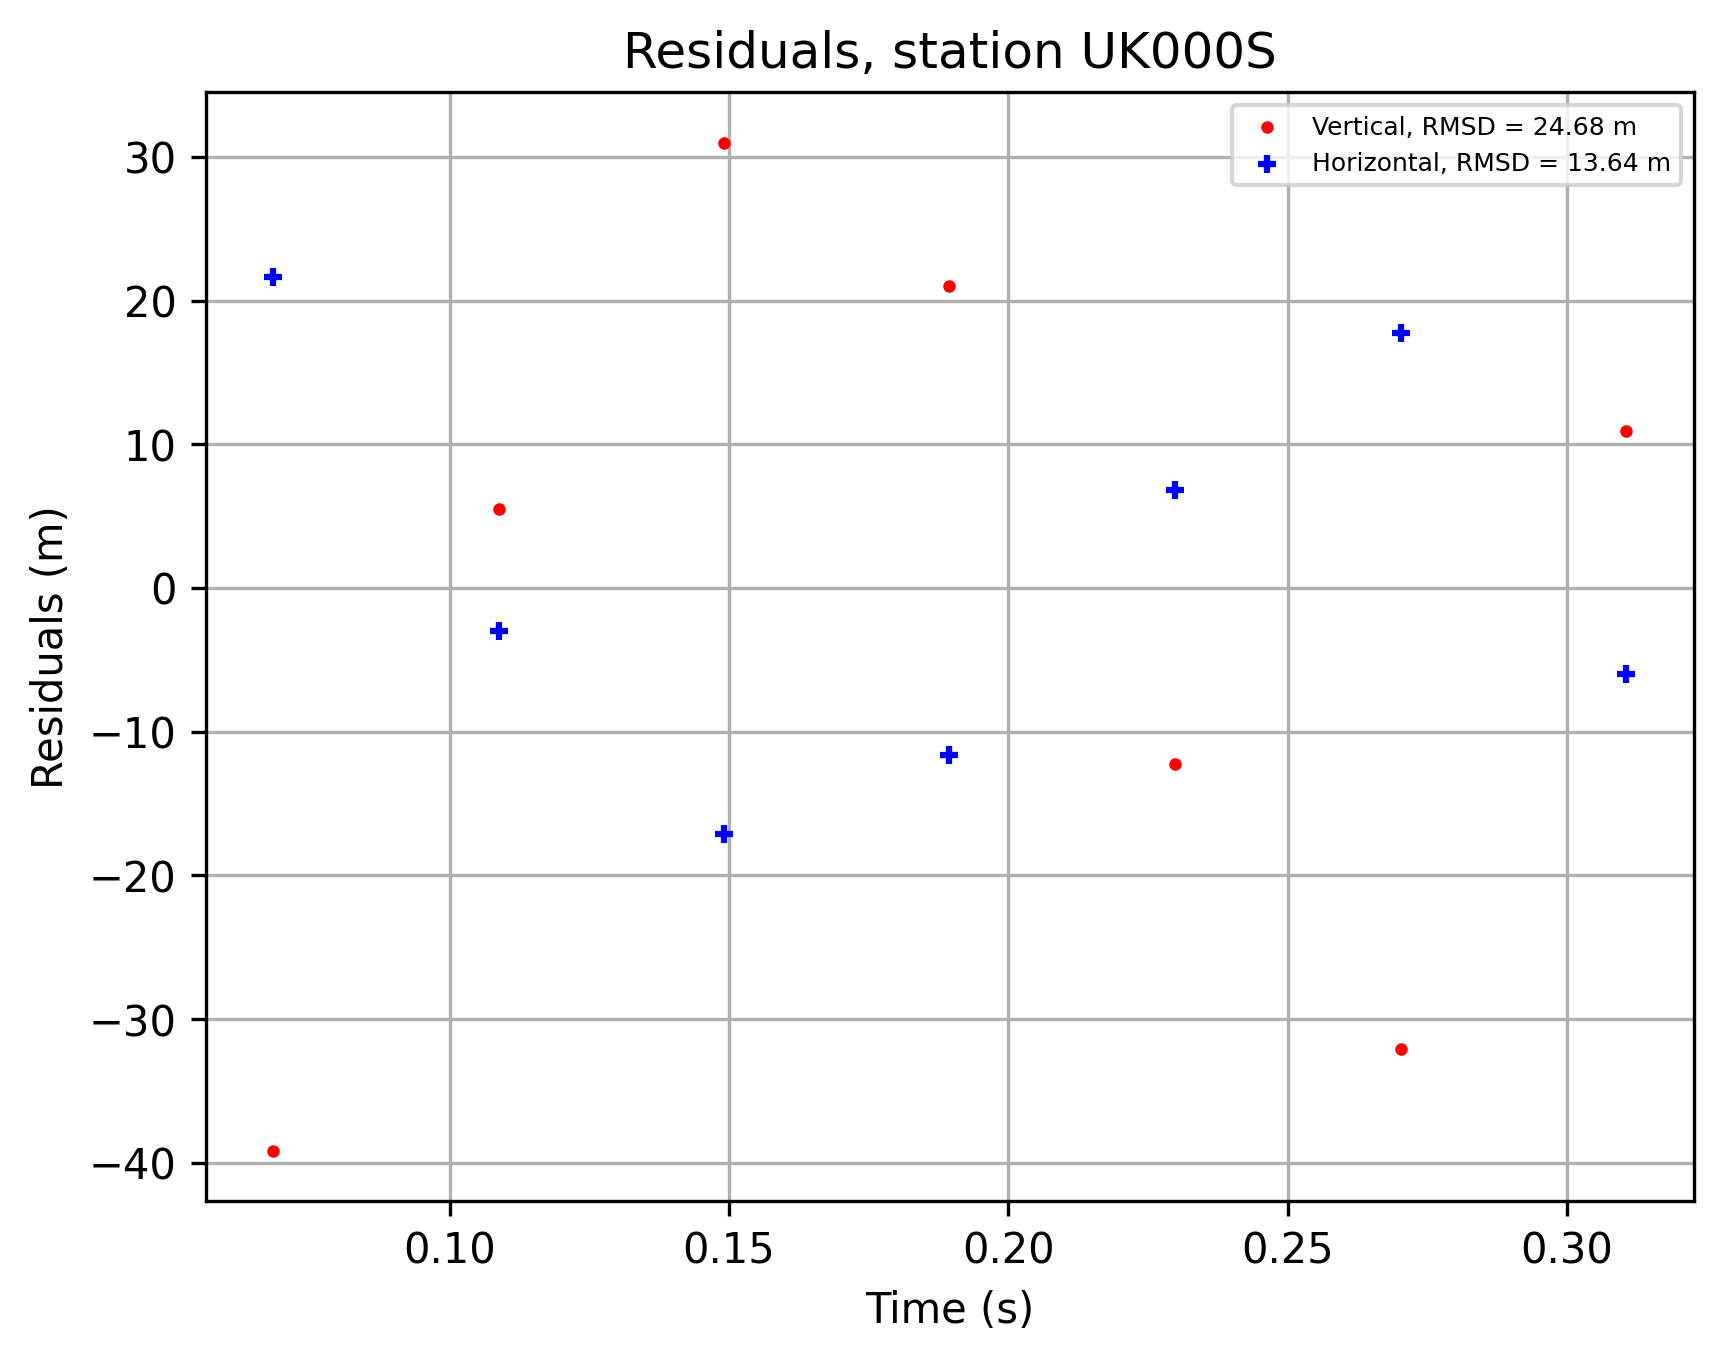 Residuals, station UK000S
Vertical, RMSD = 24.68 m
Horizontal, RMSD = 13.64 m
30
20
10
0
−10
−20
−30
−40
Residuals (m)
0.10 0.15 0.20 0.25 0.30
Time (s)